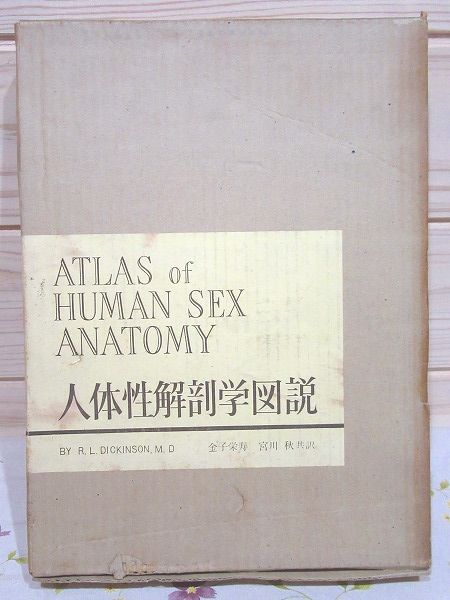 ATLAS of
HUMAN SEX
ANATOMY
人体性解剖学図説
BY R. L. DICKINSON, M. D 金子栄寿 宮川 秋共訳